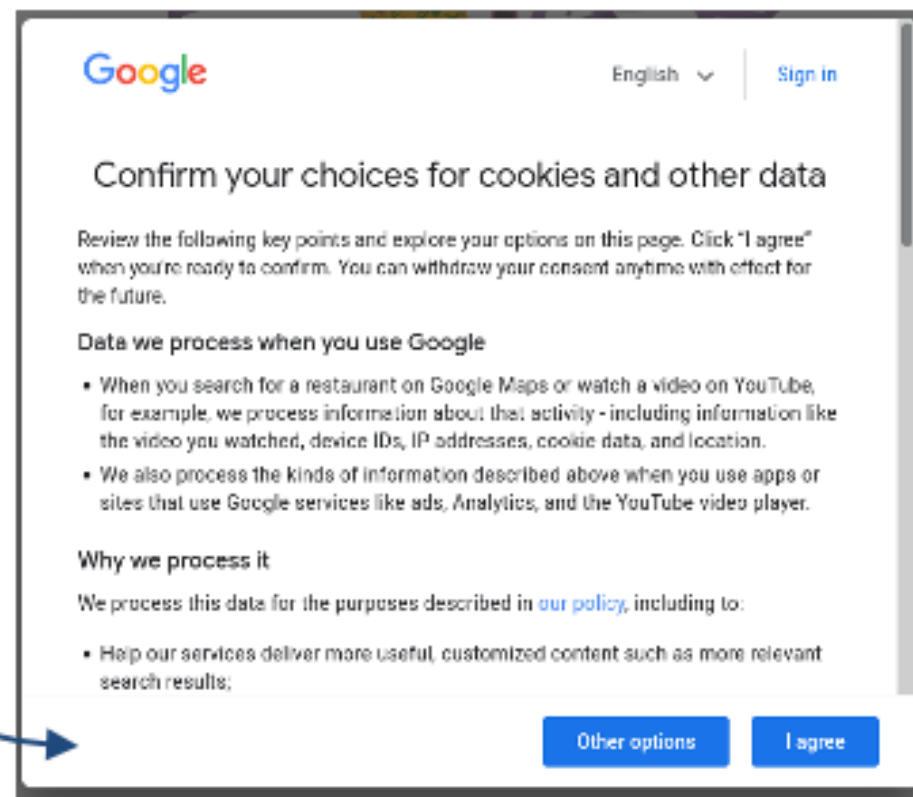 Google
English
Sign in
Confirm your choices for cookies and other data
Review the following key points and explore your options on this page. Click "I agree"
when you're ready to confirm. You can withdraw your consent anytime with effect for
the future.
Data we process when you use Google
• When you search for a restaurant on Google Maps or watch a video on YouTube,
for example, we process information about that activity - including information like
the video you watched, device IDs, IP addresses, cookie data, and location.
• We also process the kinds of information described above when you use apps or
sites that use Google services like ads, Analytics, and the YouTube video player.
Why we process it
We process this data for the purposes described in our policy, including to:
• Help our services deliver more useful, customized content such as more relevant
search results;
Other options
I agree